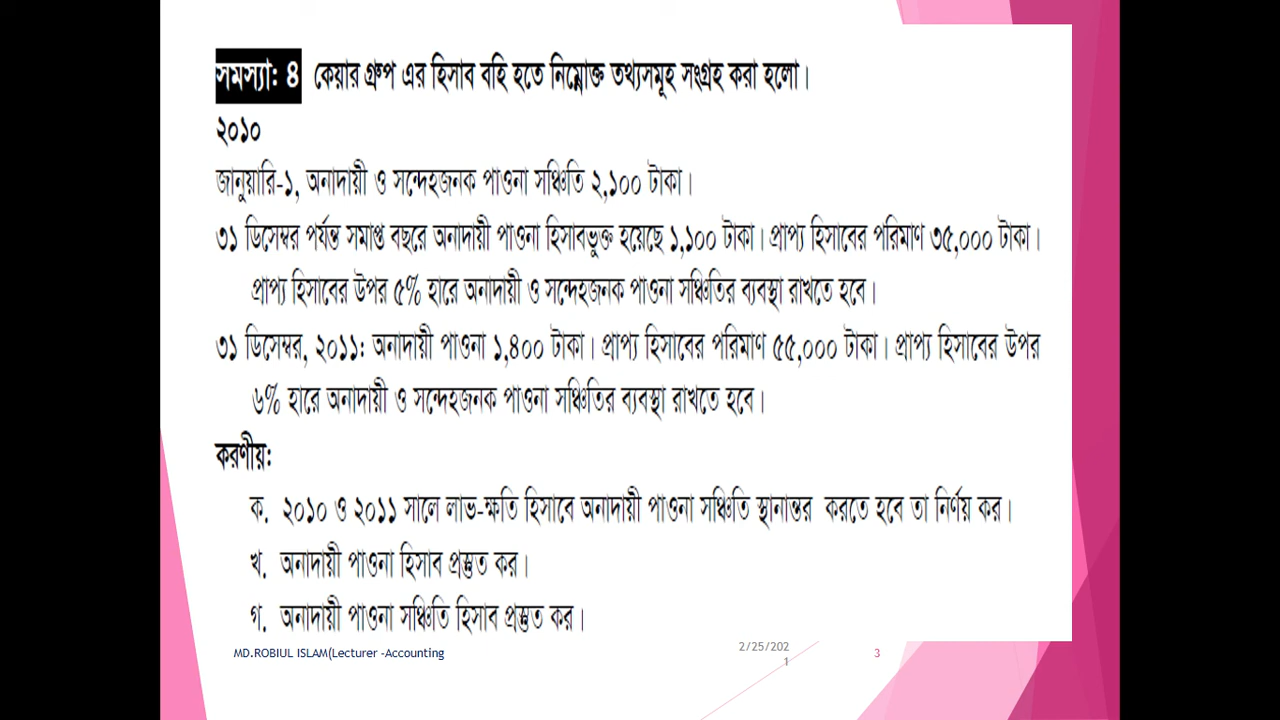 সমস্যা: ৪ কেয়ার গ্রুপ এর হিসাব বহি হতে নিম্নোক্ত তথ্যসমূহ সংগ্রহ করা হলো।
২০১০
জানুয়ারি-১, অনাদায়ী ও সন্দেহজনক পাওনা সঞ্চিতি ২,১০০ টাকা।
৩১ ডিসেম্বর পর্যন্ত সমাপ্ত বছরে অনাদায়ী পাওনা হিসাবভুক্ত হয়েছে ১,১০০ টাকা। প্রাপ্য হিসাবের পরিমাণ ৩৫,০০০ টাকা।
প্রাপ্য হিসাবের উপর ৫% হারে অনাদায়ী ও সন্দেহজনক পাওনা সঞ্চিতির ব্যবস্থা রাখতে হবে।
৩১ ডিসেম্বর, ২০১১: অনাদায়ী পাওনা ১,৪০০ টাকা। প্রাপ্য হিসাবের পরিমাণ ৫৫,০০০ টাকা। প্রাপ্য হিসাবের উপর
৬% হারে অনাদায়ী ও সন্দেহজনক পাওনা সঞ্চিতির ব্যবস্থা রাখতে হবে।
করণীয়:
ক. ২০১০ ও ২০১১ সালে লাভ-ক্ষতি হিসাবে অনাদায়ী পাওনা সঞ্চিতি স্থানান্তর করতে হবে তা নির্ণয় কর।
খ. অনাদায়ী পাওনা হিসাব প্রস্তুত কর।
গ. অনাদায়ী পাওনা সঞ্চিতি হিসাব প্রস্তুত কর।
MD.ROBIUL ISLAM(Lecturer -Accounting
2/25/202
1
3